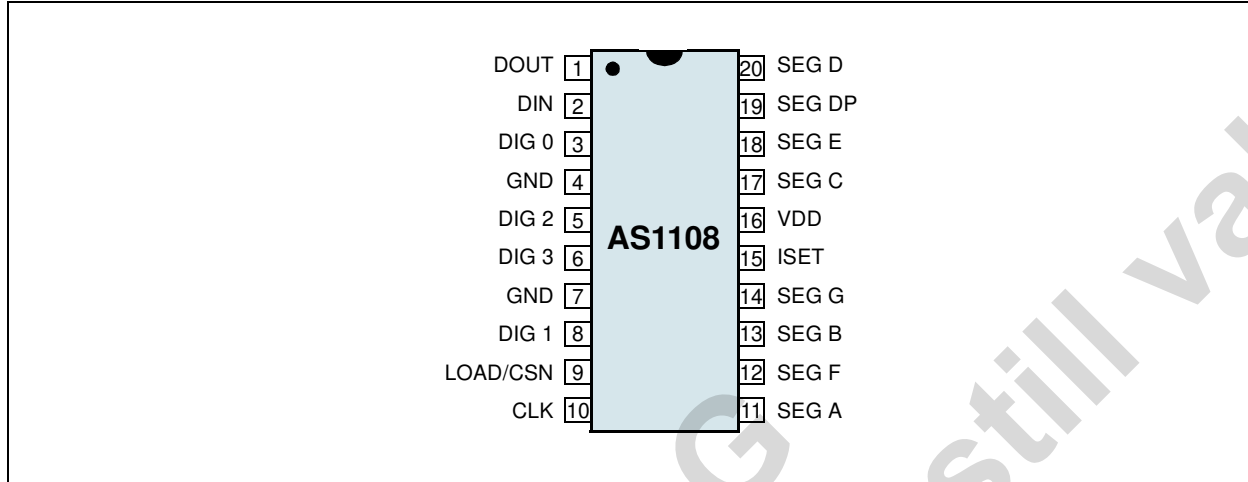 DOUT 1 20 SEG D
DIN 2 19 SEG DP
DIG 0 3 18 SEG E
GND 4 17 SEG C
DIG 2 5 16 VDD
AS1108
DIG 3 6 15 ISET
GND 7 14 SEG G
DIG 1 8 13 SEG B
LOAD/CSN 9 12 SEG F
CLK 10 11 SEG A
G
still va